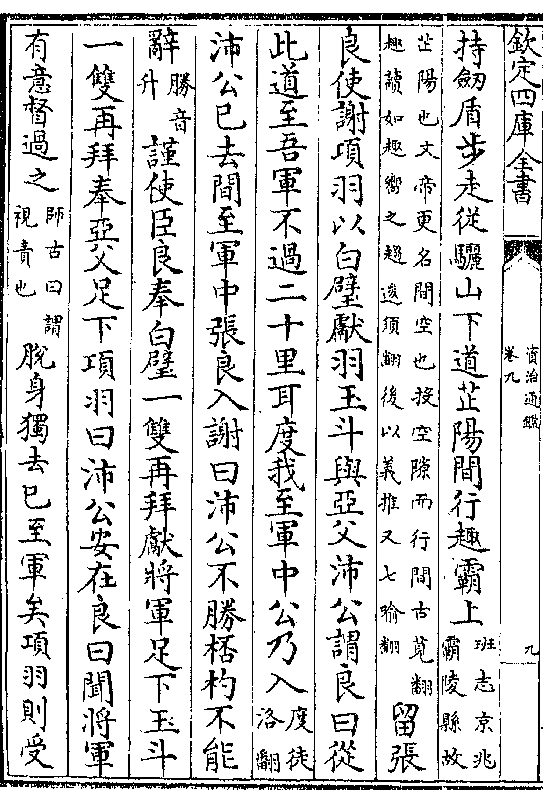 欽定四庫全書
資治通鑑
卷九
九
持劔盾步走從驪山下道芷陽間行趣霸上班志京兆霸陵縣故
芷陽也文帝更名間空也投空隙而行間古莧翻趣讀如趣嚮之趨逡須翻後以義推又七喻翻留張
良使謝項羽以白璧獻羽玉斗與亞父沛公謂良曰從
此道至吾軍不過二十里耳度我至軍中公乃入度徒洛翻
沛公已去間至軍中張良入謝曰沛公不勝桮杓不能
辭勝音升謹使臣良奉白璧一雙再拜獻將軍足下玉斗
一雙再拜奉亞父足下項羽曰沛公安在良曰聞將軍
有意督過之師古曰謂視責也脫身獨去已至軍矣項羽則受